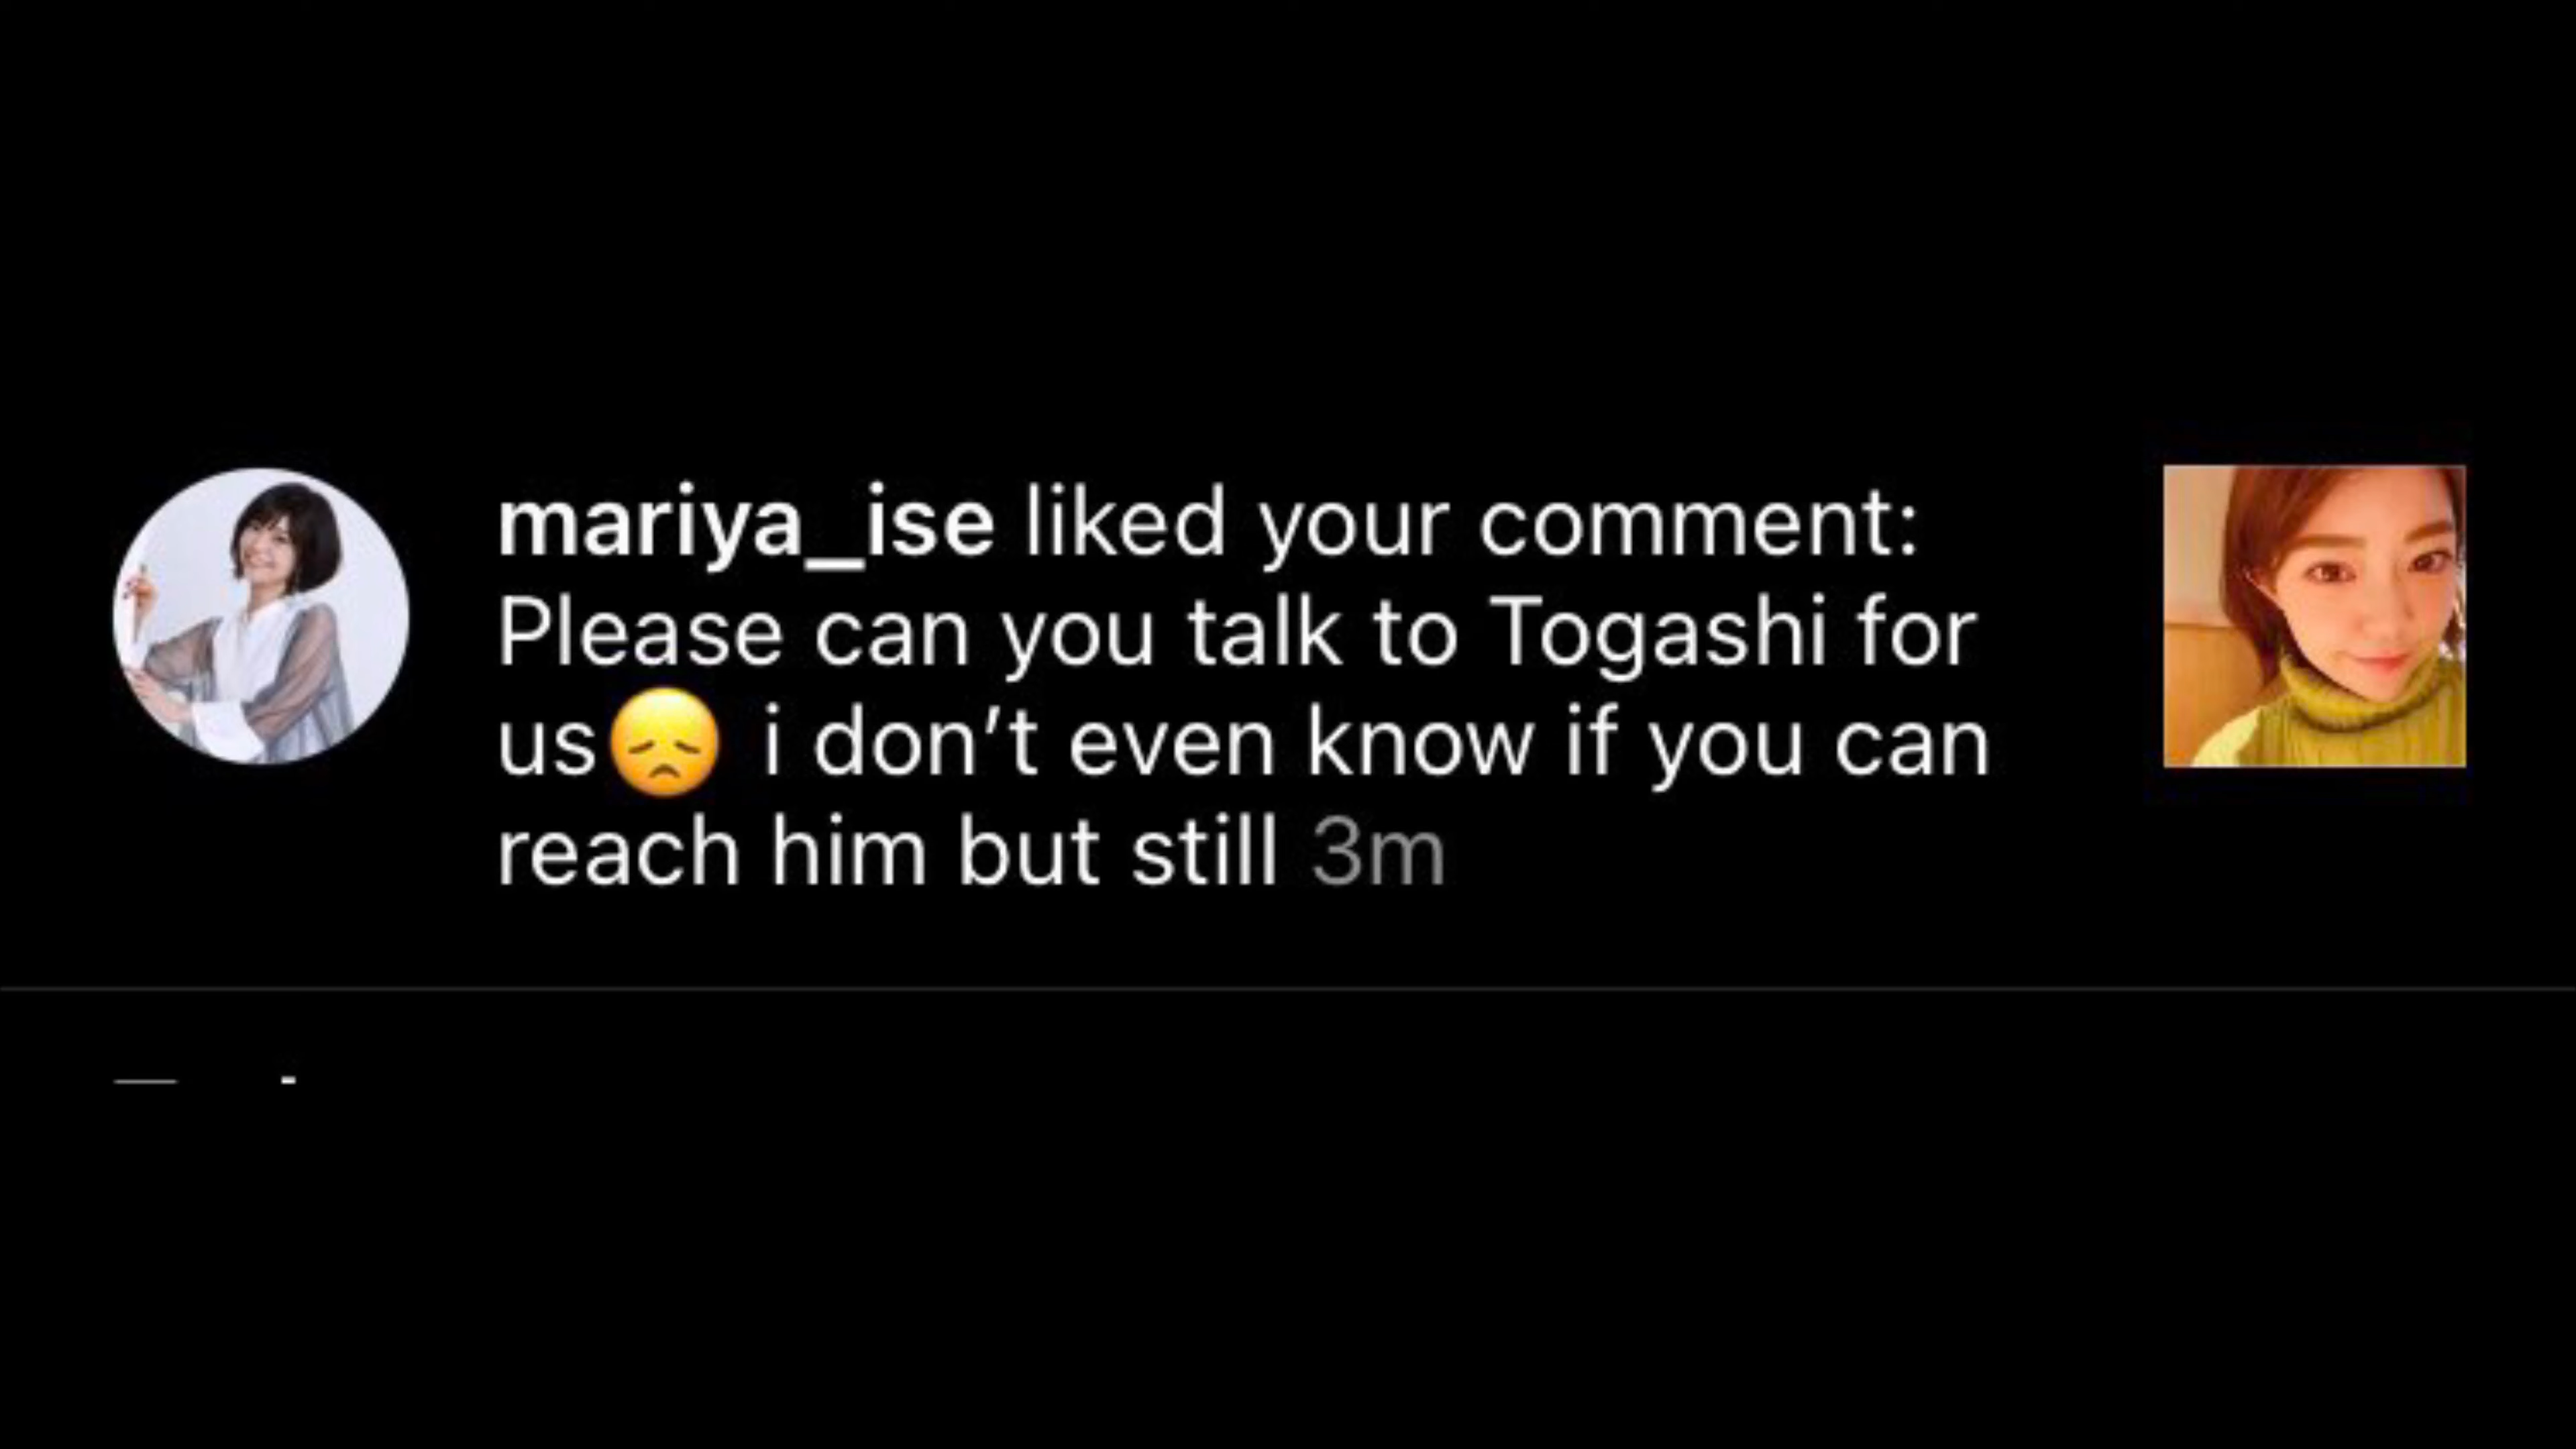 mariya_ise liked your comment:
Please can you talk to Togashi for
us😞 i don’t even know if you can
reach him but still 3m